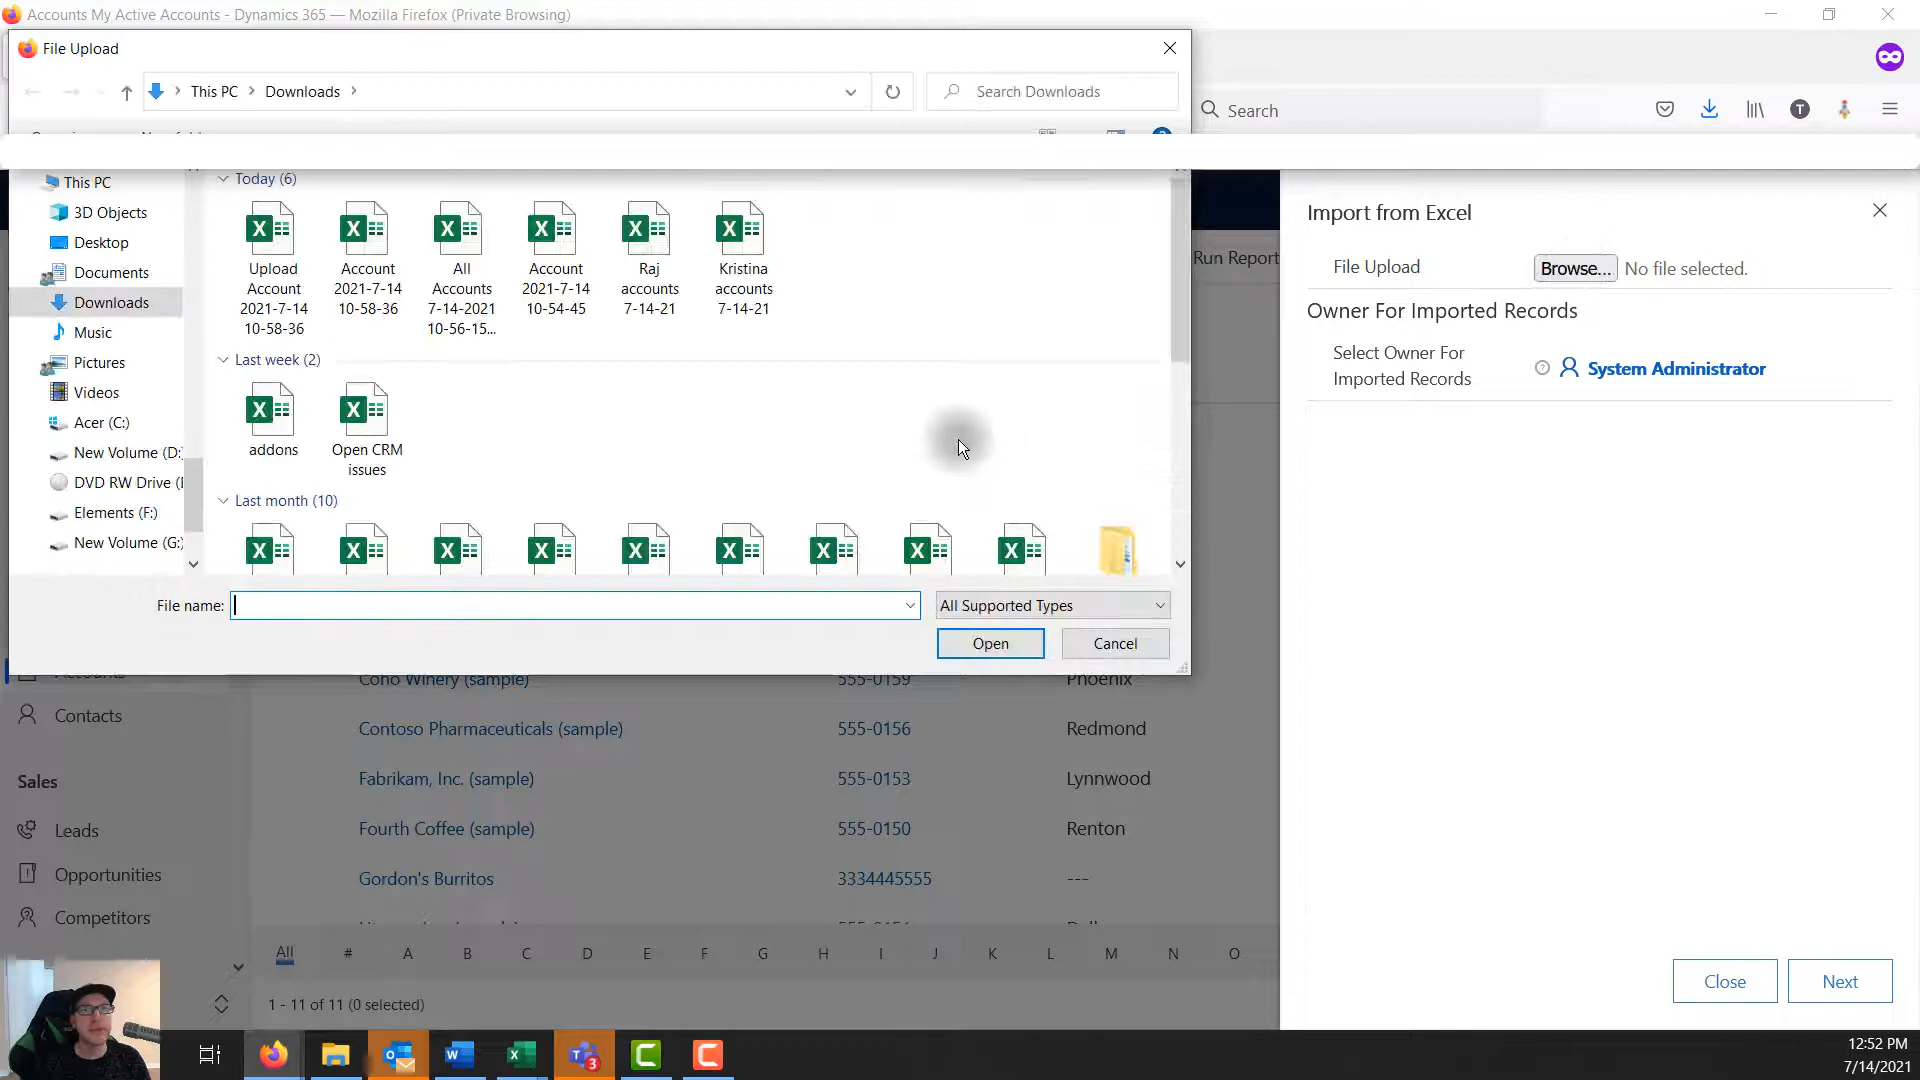 Accounts My Active Accounts - Dynamics 365 — Mozilla Firefox (Private Browsing)
File Upload
This PC
Downloads
Search Downloads
Search
T
This PC
3D Objects
Desktop
Documents
Downloads
Music
Pictures
Videos
Acer (C:)
New Volume (D:
DVD RW Drive (
Elements (F:)
New Volume (G:
Today (6)
Upload Account 2021-7-14 10-58-36
Account 2021-7-14 10-58-36
All Accounts 7-14-2021 10-56-15...
Account 2021-7-14 10-54-45
Raj accounts 7-14-21
Kristina accounts 7-14-21
Last week (2)
addons
Open CRM issues
Last month (10)
File name:
All Supported Types
Open
Cancel
Run Report
Import from Excel
File Upload
Browse...
No file selected.
Owner For Imported Records
Select Owner For
Imported Records
System Administrator
Coho Winery (sample) 555-0159 Phoenix
Contacts
Contoso Pharmaceuticals (sample) 555-0156 Redmond
Sales
Fabrikam, Inc. (sample) 555-0153 Lynnwood
Leads
Fourth Coffee (sample) 555-0150 Renton
Opportunities
Gordon's Burritos 3334445555 ---
Competitors
All # A B C D E F G H I J K L M N O
1 - 11 of 11 (0 selected)
Close
Next
3
12:52 PM
7/14/2021